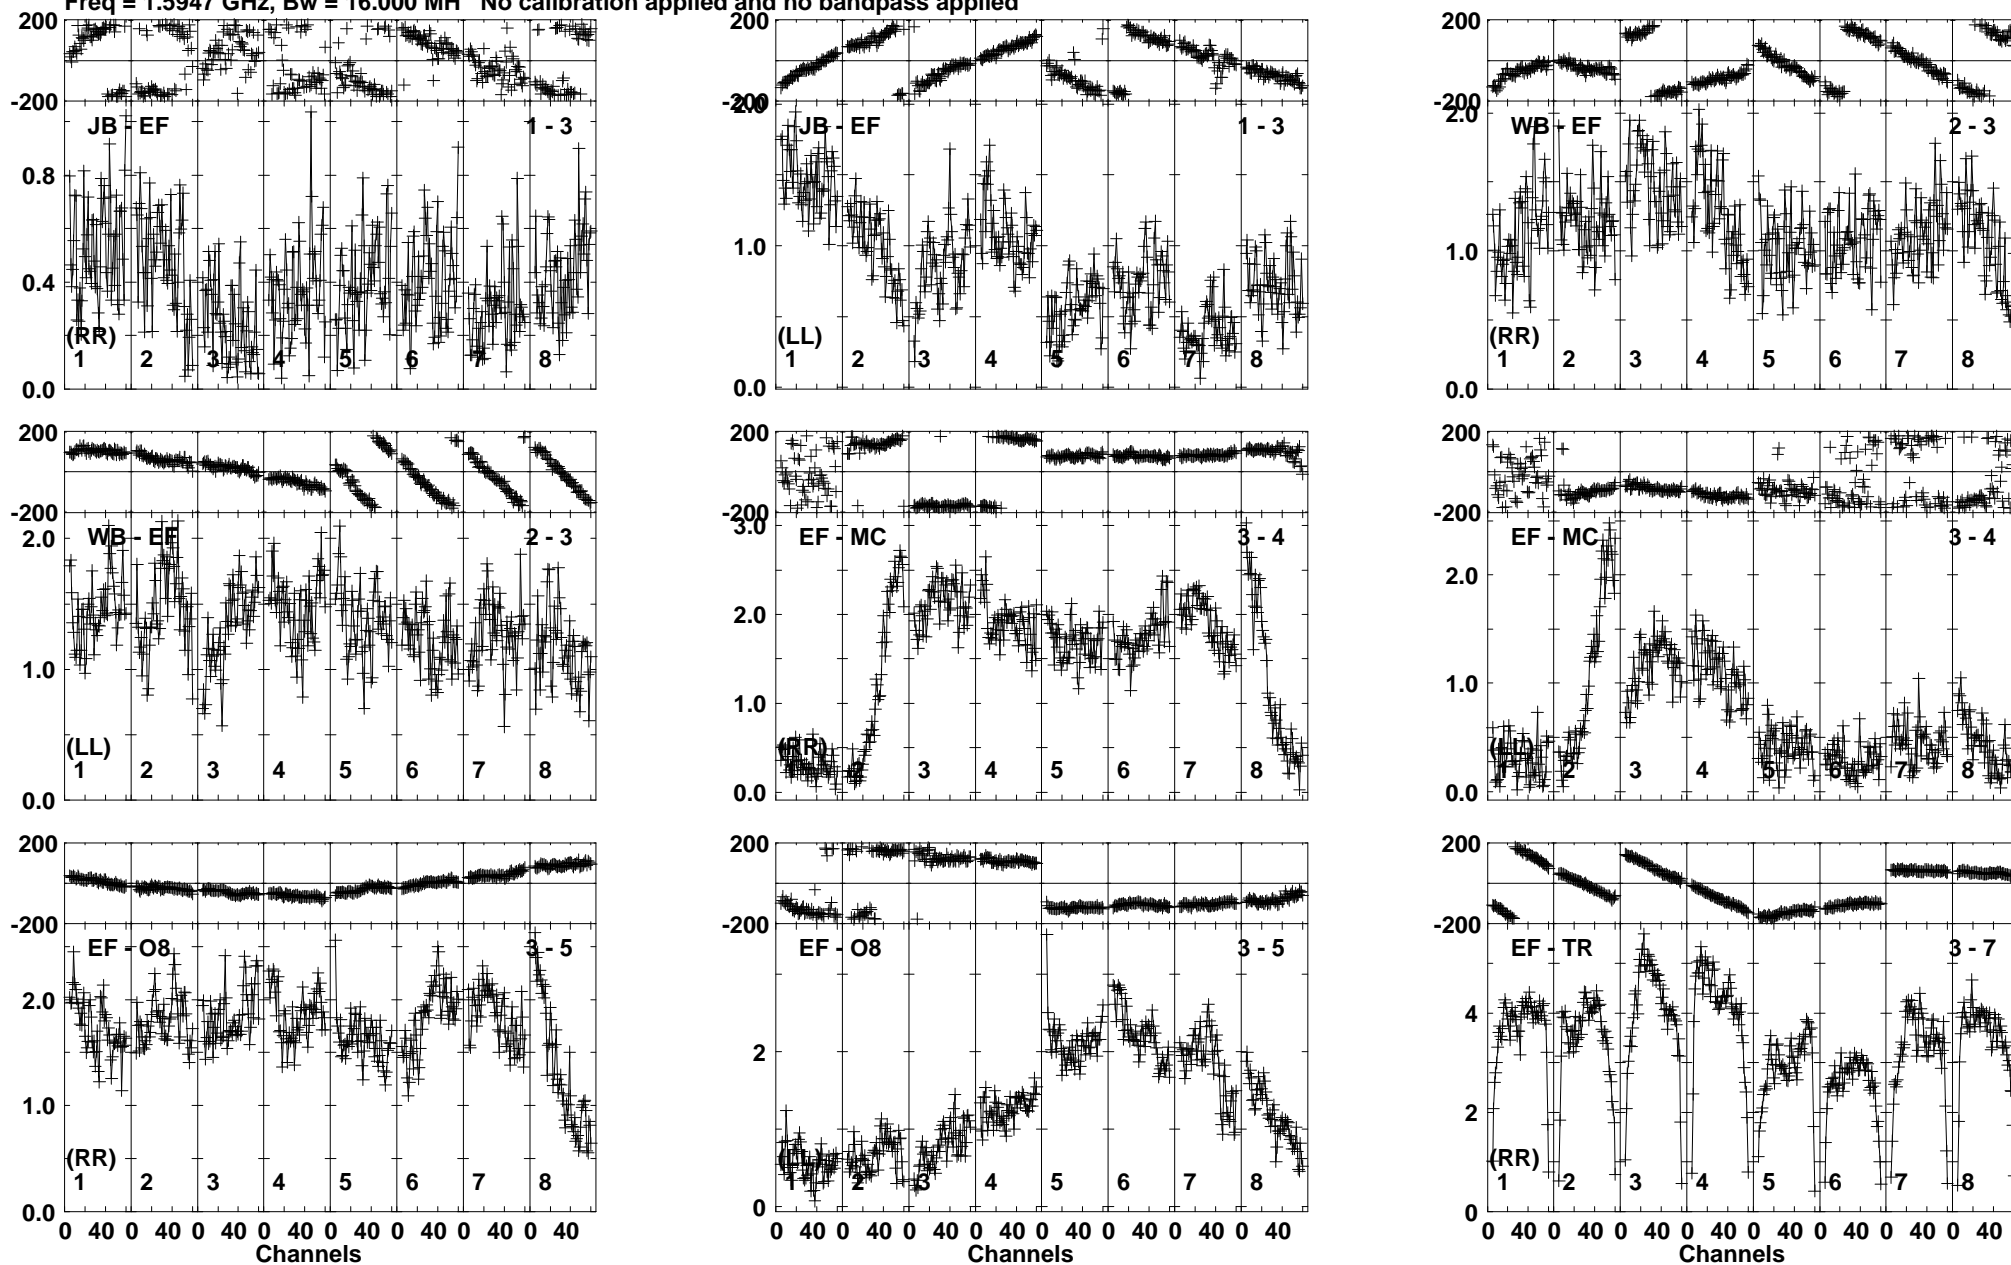 Freq = 1.5947 GHz, Bw = 16.000 MH No calibration applied and no bandpass applied
200 200 200
-200 -200 -200
JB - EF 1 - 3 JB - EF 1 - 3 WB - EF 2 - 3
2.0 2.0
0.8
1.0 1.0
0.4
(RR) (LL) (RR)
1 2 3 4 5 6 7 8 1 2 3 4 5 6 7 8 1 2 3 4 5 6 7 8
0.0 0.0 0.0
200 200 200
-200 -200 -200
WB - EF 2 - 3 EF - MC 3 - 4 EF - MC 3 - 4
2.0 3.0 2.0
2.0
1.0 1.0 1.0
(LL) (RR) (LL)
1 2 3 4 5 6 7 8 1 2 3 4 5 6 7 8 1 2 3 4 5 6 7 8
0.0 0.0 0.0
200 200 200
-200 -200 -200
EF - O8 3 - 5 EF - O8 3 - 5 EF - TR 3 - 7
2.0 4
1.0 2 2
(RR) (LL) (RR)
1 2 3 4 5 6 7 8 1 2 3 4 5 6 7 8 1 2 3 4 5 6 7 8
0.0 0 0
0 40 0 40 0 40 0 40 0 40 0 40 0 40 0 40 0 40 0 40 0 40 0 40 0 40 0 40 0 40 0 40 0 40 0 40 0 40 0 40 0 40 0 40 0 40 0 40
Channels Channels Channels